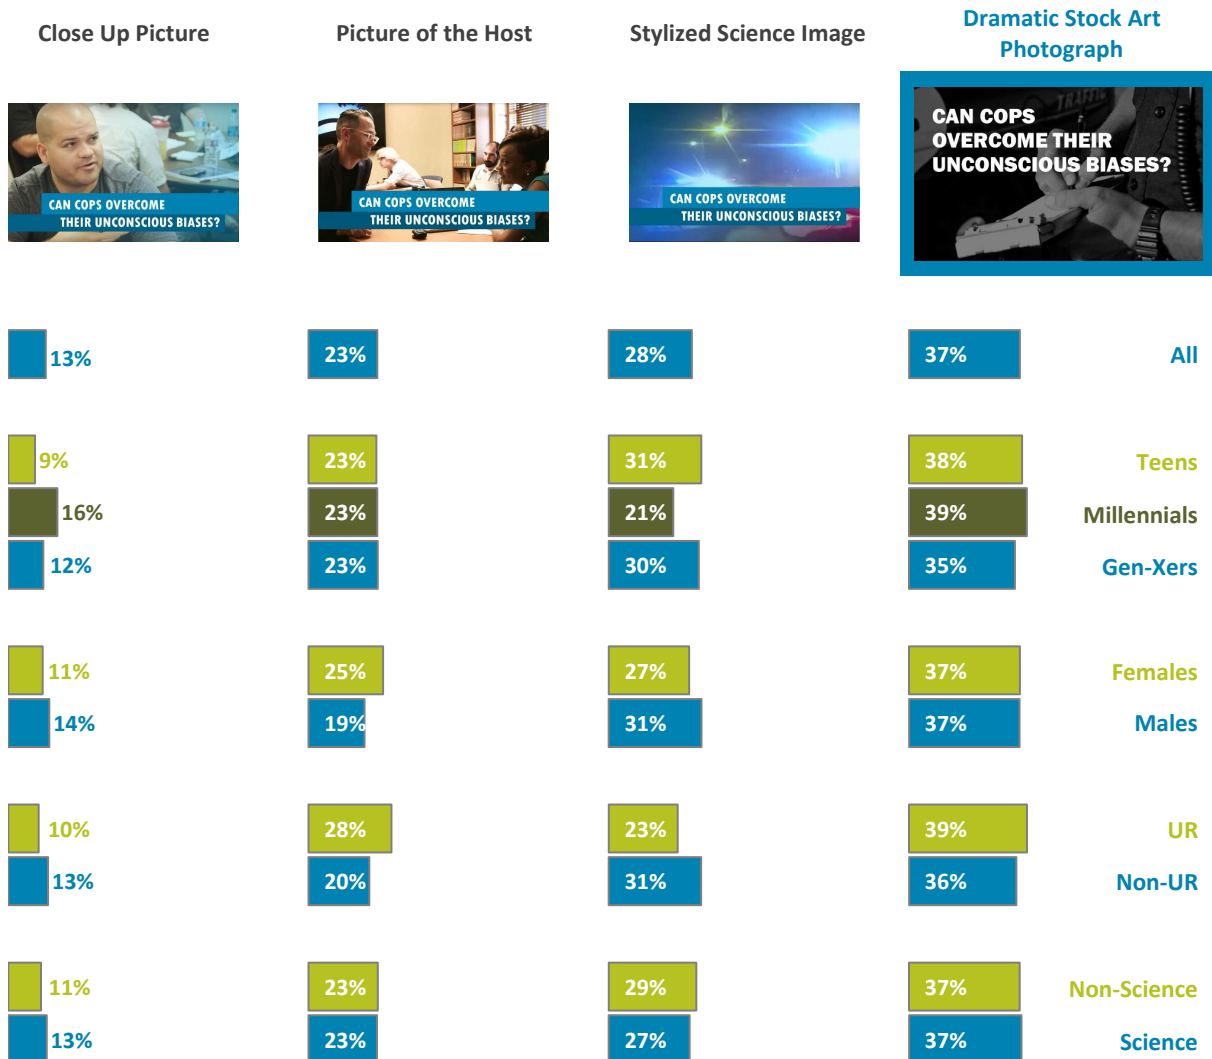 Close Up Picture
Picture of the Host
Stylized Science Image
Dramatic Stock Art
Photograph
CAN COPS OVERCOME
THEIR UNCONSCIOUS BIASES?
CAN COPS OVERCOME
THEIR UNCONSCIOUS BIASES?
CAN COPS OVERCOME
THEIR UNCONSCIOUS BIASES?
TRAFFIC
CAN COPS
OVERCOME THEIR
UNCONSCIOUS BIASES?
13% 23% 28% 37% All
9% 23% 31% 38% Teens
16% 23% 21% 39% Millennials
12% 23% 30% 35% Gen-Xers
11% 25% 27% 37% Females
14% 19% 31% 37% Males
10% 28% 23% 39% UR
13% 20% 31% 36% Non-UR
11% 23% 29% 37% Non-Science
13% 23% 27% 37% Science